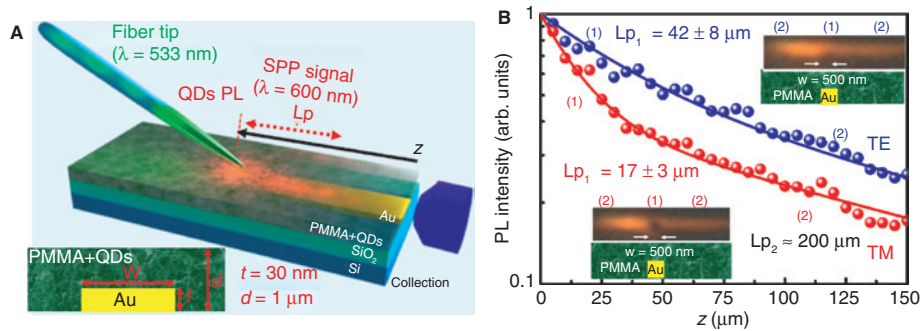 A
Fiber tip
(λ = 533 nm)
SPP signal
(λ = 600 nm)
QDs PL
Lp
z
Au
PMMA+QDs
SiO2
Si
Collection
PMMA+QDs
W
d
t
Au
t = 30 nm
d = 1 μm
B
PL intensity (arb. units)
1
0.1
(1)
Lp1 = 42 ± 8 μm
(2) (1) (2)
w = 500 nm
PMMA Au
(1)
(2)
TE
Lp1 = 17 ± 3 μm
(2) (1) (2)
w = 500 nm
PMMA Au
(2)
Lp2 ≈ 200 μm
TM
0 25 50 75 100 125 150
z (μm)